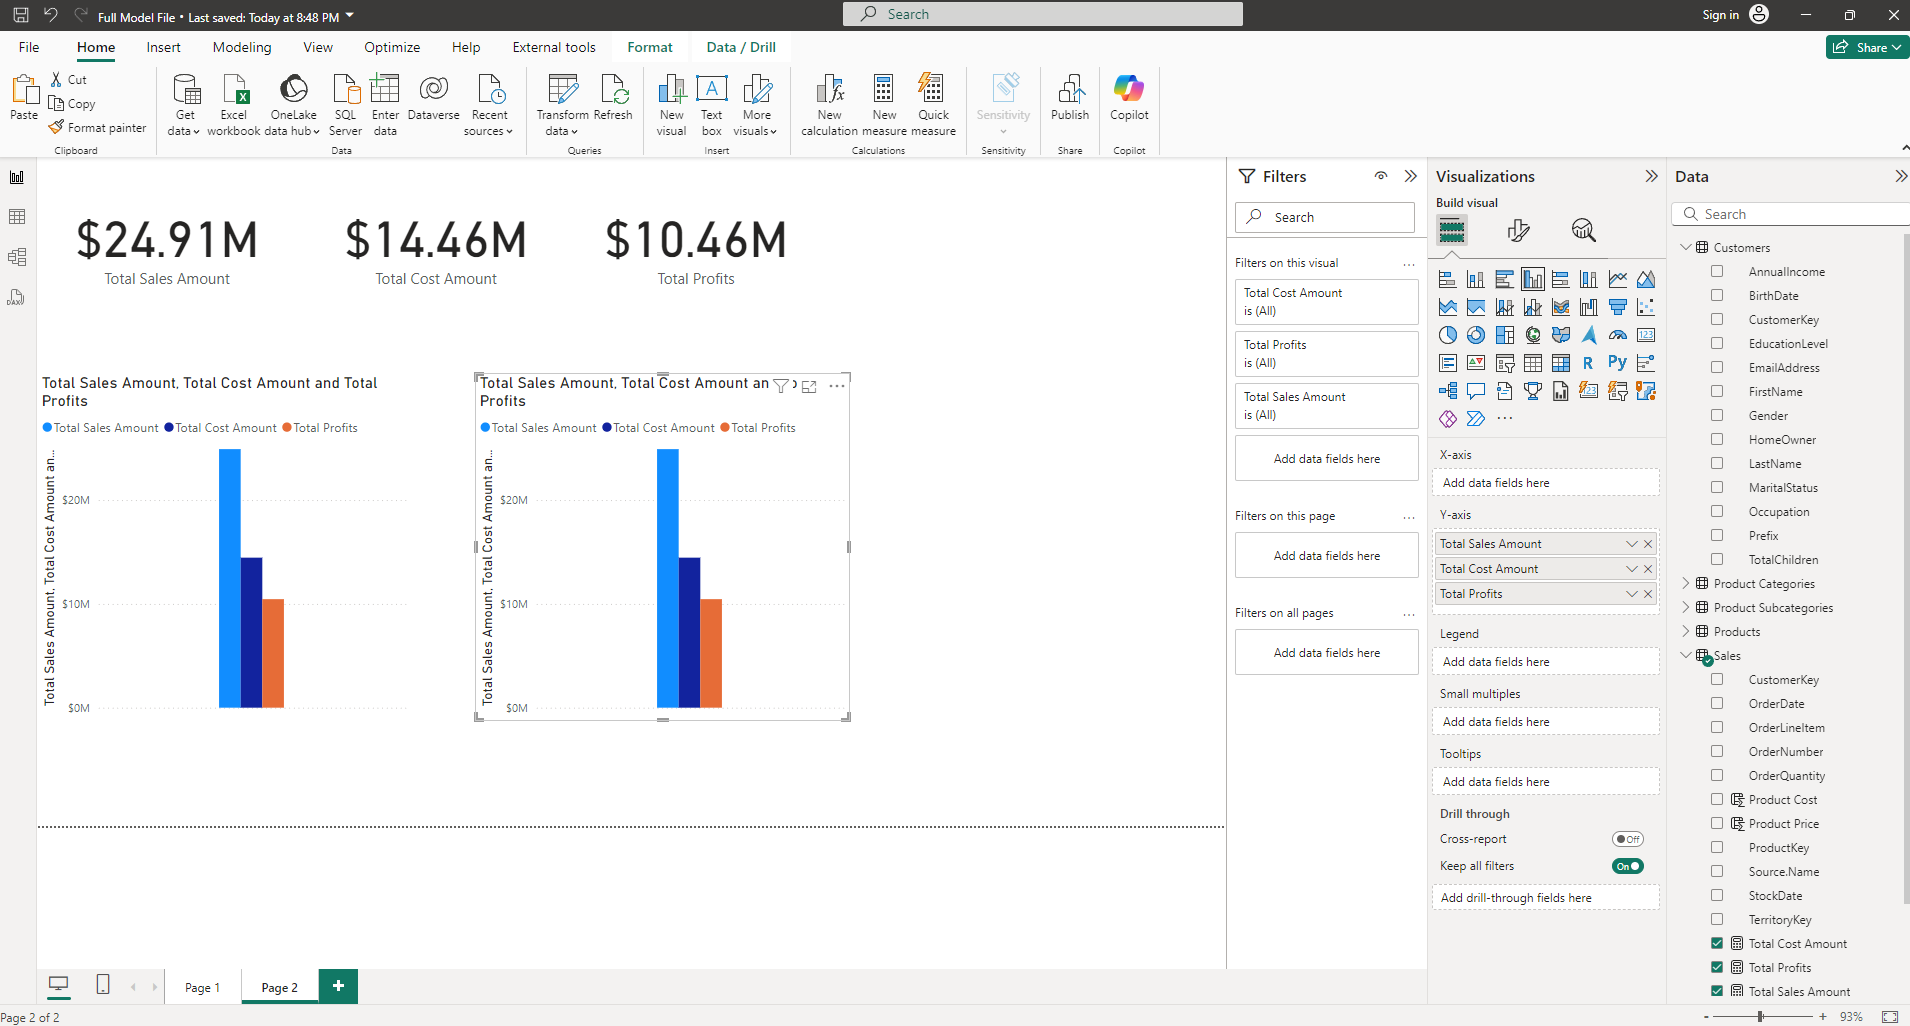 Full Model File • Last saved: Today at 8:48 PM
Search
Sign in
File Home Insert Modeling View Optimize Help External tools Format Data / Drill
Share
Paste
Cut
Copy
Format painter
Clipboard
Get data
Excel workbook
OneLake data hub
SQL Server
Enter data
Dataverse
Recent sources
Data
Transform data
Refresh
Queries
New visual
Text box
More visuals
Insert
New calculation
New measure
Quick measure
Calculations
Sensitivity
Sensitivity
Publish
Share
Copilot
Copilot
$24.91M
Total Sales Amount
$14.46M
Total Cost Amount
$10.46M
Total Profits
Total Sales Amount, Total Cost Amount and Total
Profits
Total Sales Amount Total Cost Amount Total Profits
Total Sales Amount, Total Cost Amount an...
$20M
$10M
$0M
Total Sales Amount, Total Cost Amount an
Profits
Total Sales Amount Total Cost Amount Total Profits
Total Sales Amount, Total Cost Amount an...
$20M
$10M
$0M
Filters
Search
Filters on this visual
Total Cost Amount
is (All)
Total Profits
is (All)
Total Sales Amount
is (All)
Add data fields here
Filters on this page
Add data fields here
Filters on all pages
Add data fields here
Visualizations
Build visual
123
R
Py
123
X-axis
Add data fields here
Y-axis
Total Sales Amount
Total Cost Amount
Total Profits
Legend
Add data fields here
Small multiples
Add data fields here
Tooltips
Add data fields here
Drill through
Cross-report Off
Keep all filters On
Add drill-through fields here
Data
Search
Customers
AnnualIncome
BirthDate
CustomerKey
EducationLevel
EmailAddress
FirstName
Gender
HomeOwner
LastName
MaritalStatus
Occupation
Prefix
TotalChildren
Product Categories
Product Subcategories
Products
Sales
CustomerKey
OrderDate
OrderLineItem
OrderNumber
OrderQuantity
Product Cost
Product Price
ProductKey
Source.Name
StockDate
TerritoryKey
Total Cost Amount
Total Profits
Total Sales Amount
Page 1
Page 2
+
Page 2 of 2
- + 93%